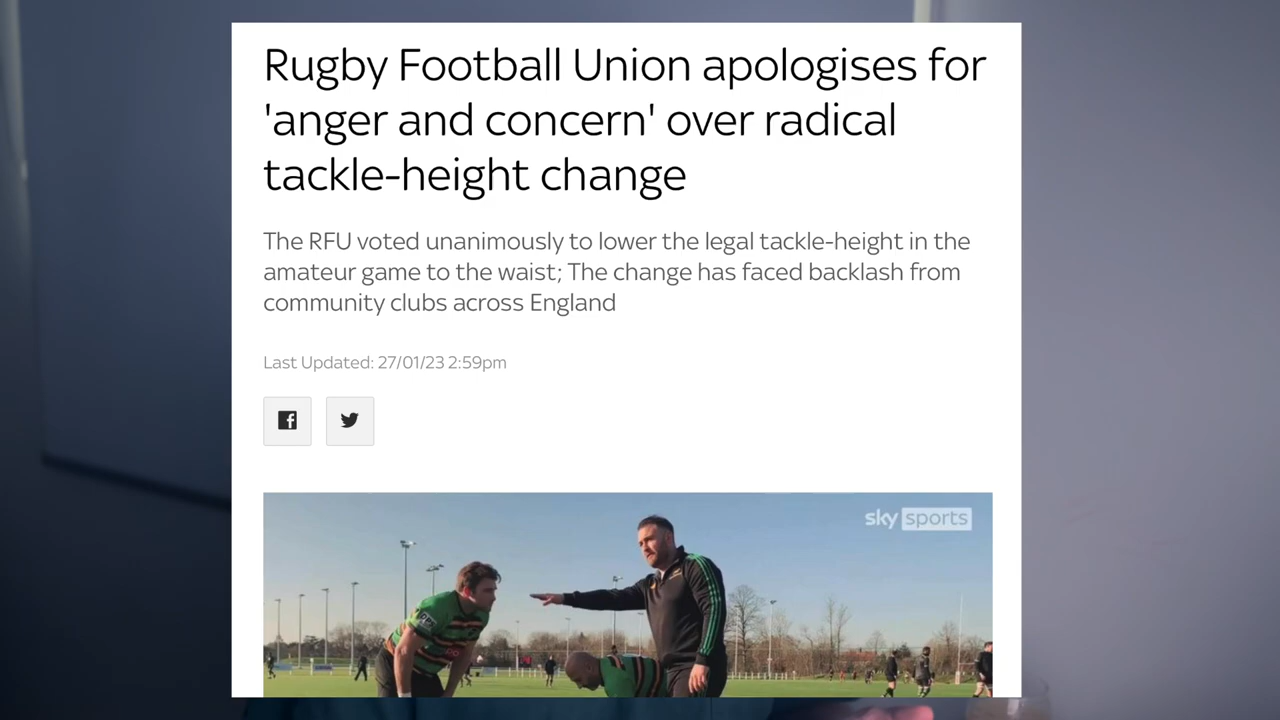 Rugby Football Union apologises for
'anger and concern' over radical
tackle-height change
The RFU voted unanimously to lower the legal tackle-height in the
amateur game to the waist; The change has faced backlash from
community clubs across England
Last Updated: 27/01/23 2:59pm
sky sports